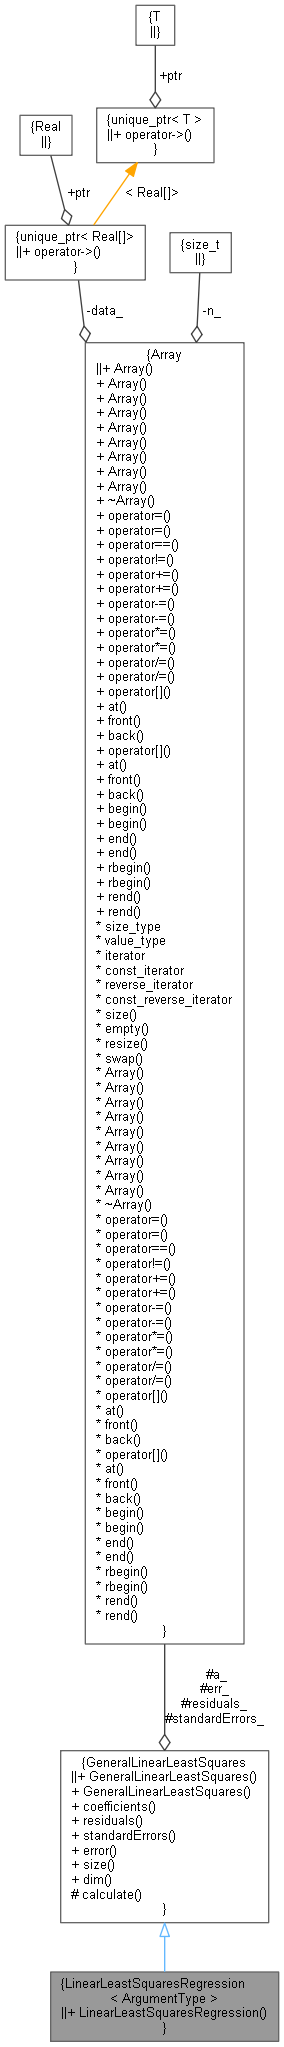 {T
||}
+ptr
{unique_ptr< T >
||+ operator->()
}
{Real
||}
+ptr
< Real[]>
{unique_ptr< Real[]>
||+ operator->()
}
{size_t
||}
-data_
-n_
{Array
||+ Array()
+ Array()
+ Array()
+ Array()
+ Array()
+ Array()
+ Array()
+ Array()
+ Array()
+ ~Array()
+ operator=()
+ operator=()
+ operator==()
+ operator!=()
+ operator+=()
+ operator+=()
+ operator-=()
+ operator-=()
+ operator*=()
+ operator*=()
+ operator/=()
+ operator/=()
+ operator[]()
+ at()
+ front()
+ back()
+ operator[]()
+ at()
+ front()
+ back()
+ begin()
+ begin()
+ end()
+ end()
+ rbegin()
+ rbegin()
+ rend()
+ rend()
* size_type
* value_type
* iterator
* const_iterator
* reverse_iterator
* const_reverse_iterator
* size()
* empty()
* resize()
* swap()
* Array()
* Array()
* Array()
* Array()
* Array()
* Array()
* Array()
* Array()
* Array()
* ~Array()
* operator=()
* operator=()
* operator==()
* operator!=()
* operator+=()
* operator+=()
* operator-=()
* operator-=()
* operator*=()
* operator*=()
* operator/=()
* operator/=()
* operator[]()
* at()
* front()
* back()
* operator[]()
* at()
* front()
* back()
* begin()
* begin()
* end()
* end()
* rbegin()
* rbegin()
* rend()
* rend()
}
#a_
#err_
#residuals_
#standardErrors_
{GeneralLinearLeastSquares
||+ GeneralLinearLeastSquares()
+ GeneralLinearLeastSquares()
+ coefficients()
+ residuals()
+ standardErrors()
+ error()
+ size()
+ dim()
# calculate()
}
{LinearLeastSquaresRegression
< ArgumentType >
||+ LinearLeastSquaresRegression()
}